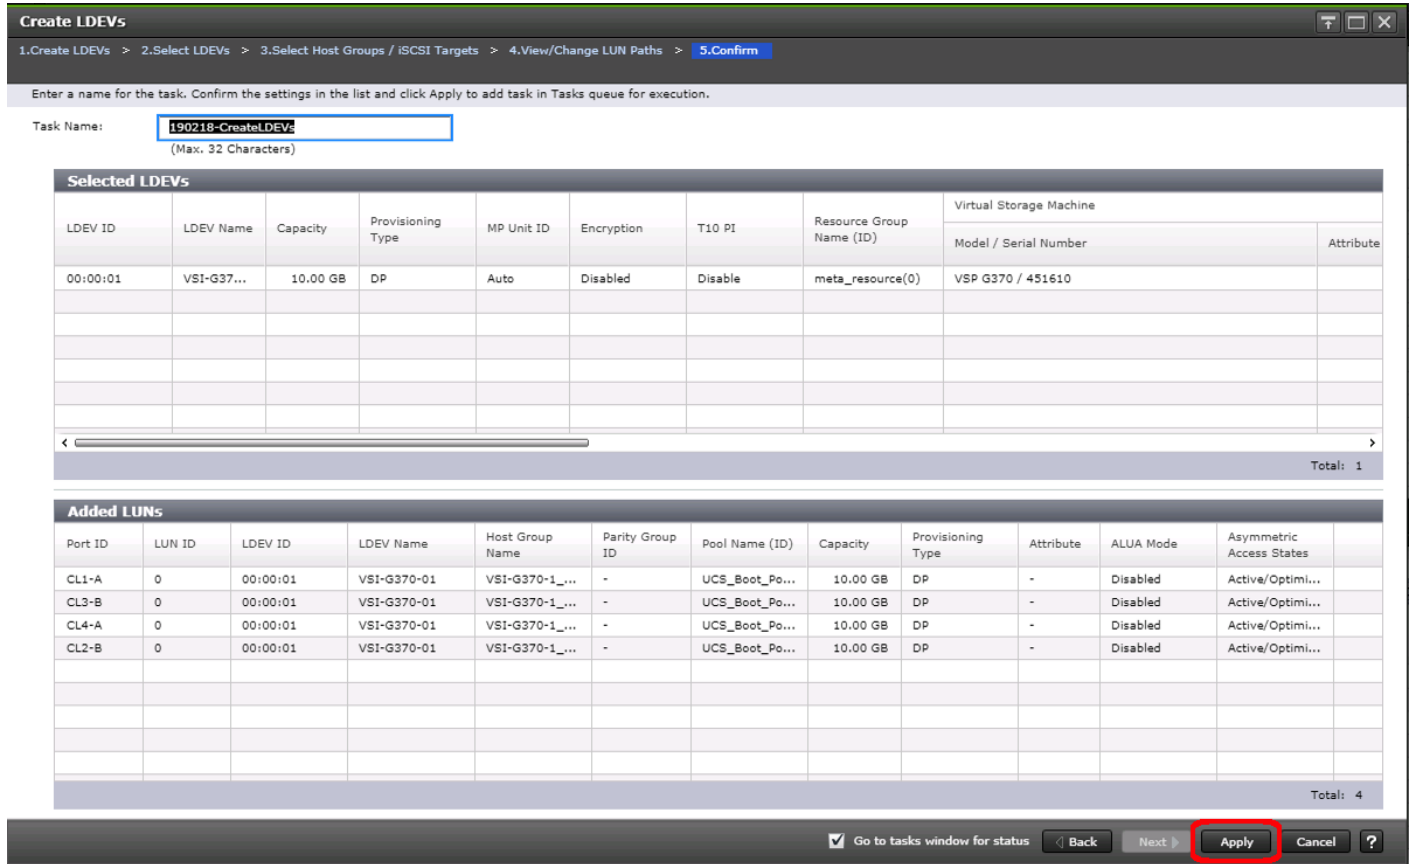 Create LDEVs
1.Create LDEVs > 2.Select LDEVs > 3.Select Host Groups / iSCSI Targets > 4.View/Change LUN Paths > 5.Confirm
Enter a name for the task. Confirm the settings in the list and click Apply to add task in Tasks queue for execution.
Task Name: 190218-CreateLDEVs
(Max. 32 Characters)
Selected LDEVs
LDEV ID LDEV Name Capacity Provisioning Type MP Unit ID Encryption T10 PI Resource Group Name (ID) Virtual Storage Machine
Model / Serial Number Attribute
00:00:01 VSI-G37... 10.00 GB DP Auto Disabled Disable meta_resource(0) VSP G370 / 451610
< >
Total: 1
Added LUNs
Port ID LUN ID LDEV ID LDEV Name Host Group Name Parity Group ID Pool Name (ID) Capacity Provisioning Type Attribute ALUA Mode Asymmetric Access States
CL1-A 0 00:00:01 VSI-G370-01 VSI-G370-1_... - UCS_Boot_Po... 10.00 GB DP - Disabled Active/Optimi...
CL3-B 0 00:00:01 VSI-G370-01 VSI-G370-1_... - UCS_Boot_Po... 10.00 GB DP - Disabled Active/Optimi...
CL4-A 0 00:00:01 VSI-G370-01 VSI-G370-1_... - UCS_Boot_Po... 10.00 GB DP - Disabled Active/Optimi...
CL2-B 0 00:00:01 VSI-G370-01 VSI-G370-1_... - UCS_Boot_Po... 10.00 GB DP - Disabled Active/Optimi...
Total: 4
Go to tasks window for status Back Next Apply Cancel ?